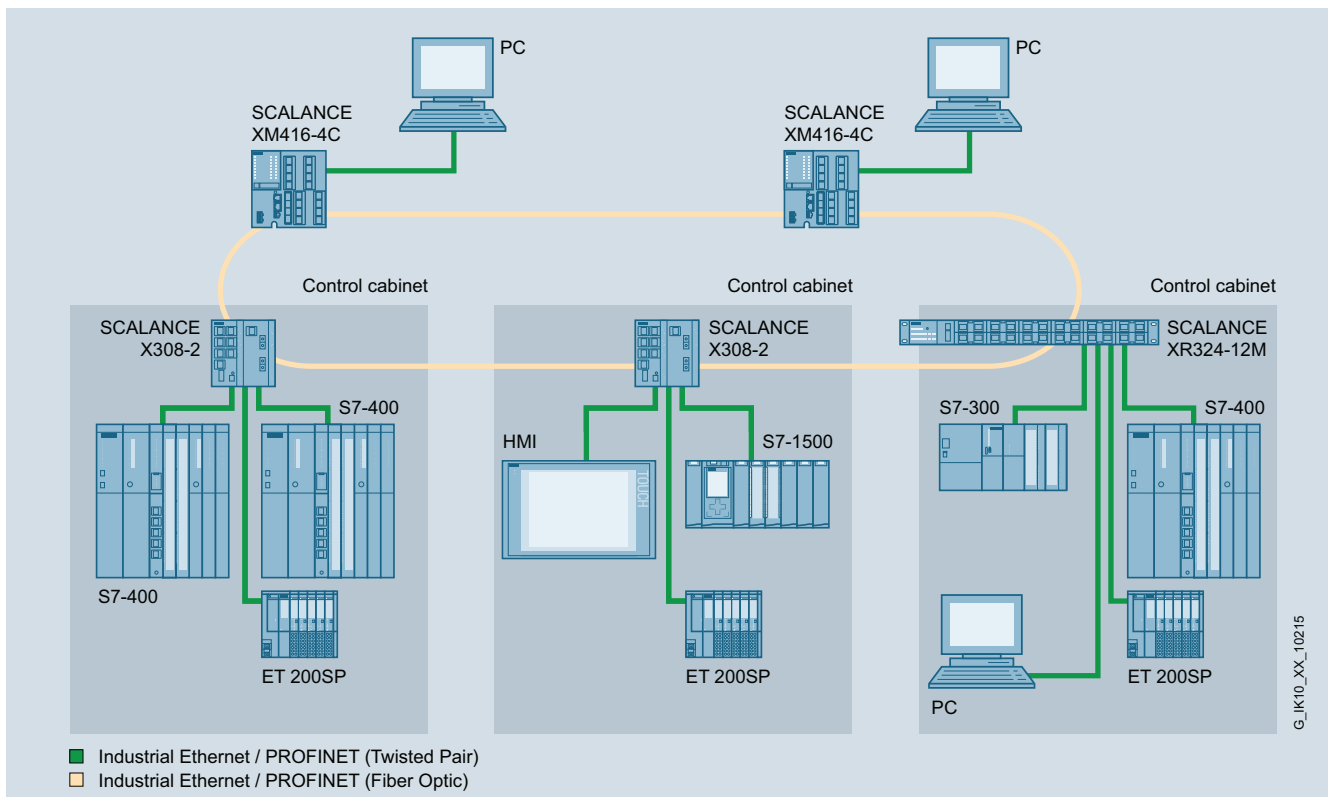 PC
PC
SCALANCE
XM416-4C
SCALANCE
XM416-4C
Control cabinet
Control cabinet
Control cabinet
SCALANCE
X308-2
SCALANCE
X308-2
SCALANCE
XR324-12M
S7-400
HMI
S7-1500
S7-300
S7-400
TOUCH
S7-400
ET 200SP
ET 200SP
PC
ET 200SP
G_IK10_XX_10215
Industrial Ethernet / PROFINET (Twisted Pair)
Industrial Ethernet / PROFINET (Fiber Optic)